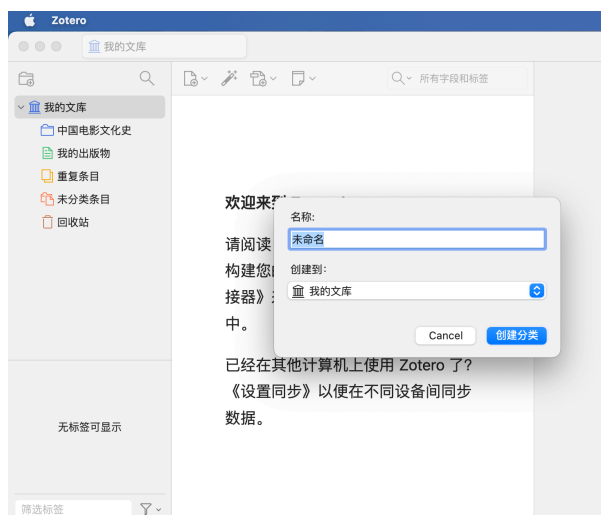 Zotero
我的文库
所有字段和标签
我的文库
中国电影文化史
我的出版物
重复条目
未分类条目
回收站
欢迎来到
请阅读
构建您
接器》
中。
名称:
未命名
创建到:
我的文库
Cancel
创建分类
已经在其他计算机上使用 Zotero 了?
《设置同步》以便在不同设备间同步
数据。
无标签可显示
筛选标签